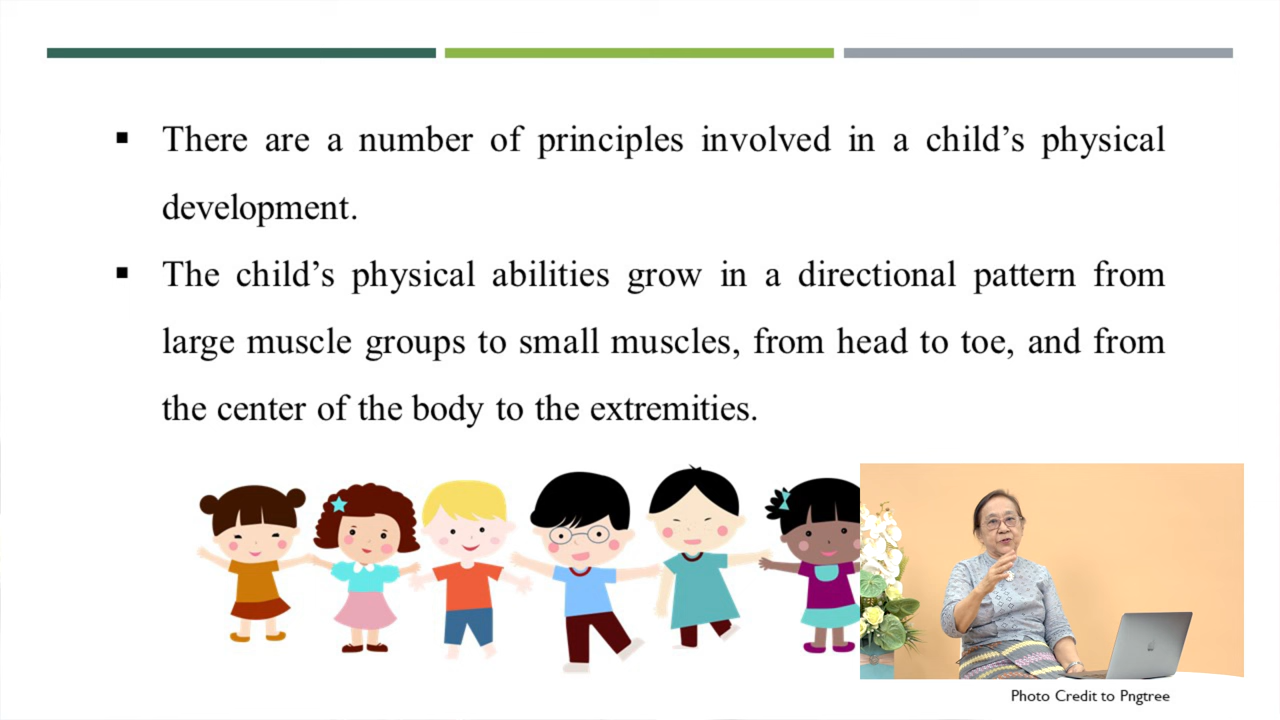 ▪ There are a number of principles involved in a child’s physical
development.
▪ The child’s physical abilities grow in a directional pattern from
large muscle groups to small muscles, from head to toe, and from
the center of the body to the extremities.
Photo Credit to Pngtree